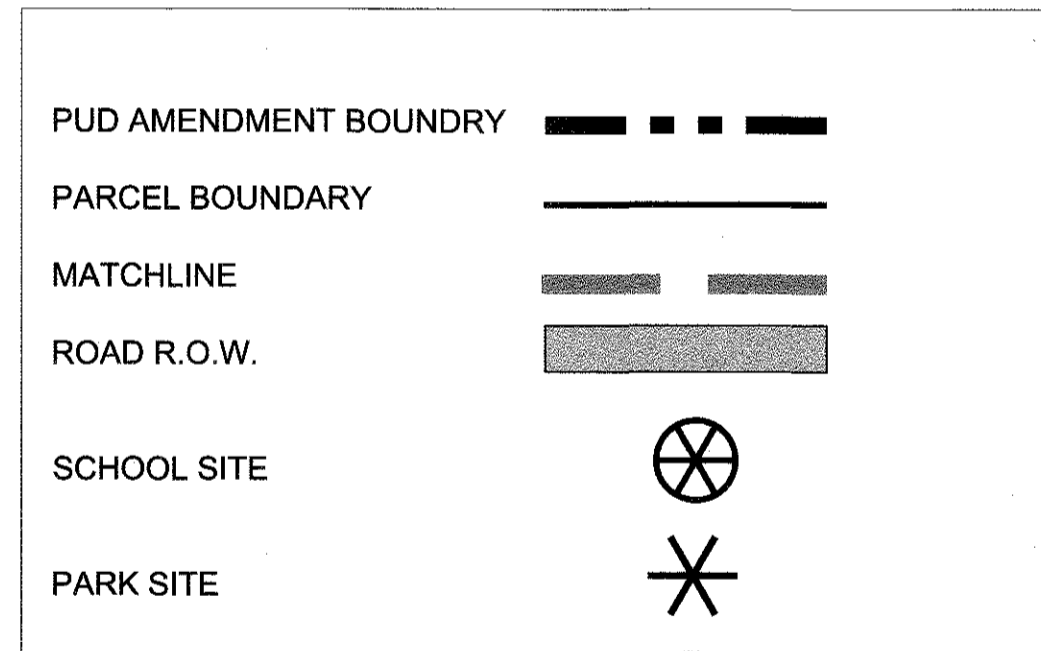 PUD AMENDMENT BOUNDRY
PARCEL BOUNDARY
MATCHLINE
ROAD R.O.W.
SCHOOL SITE
PARK SITE